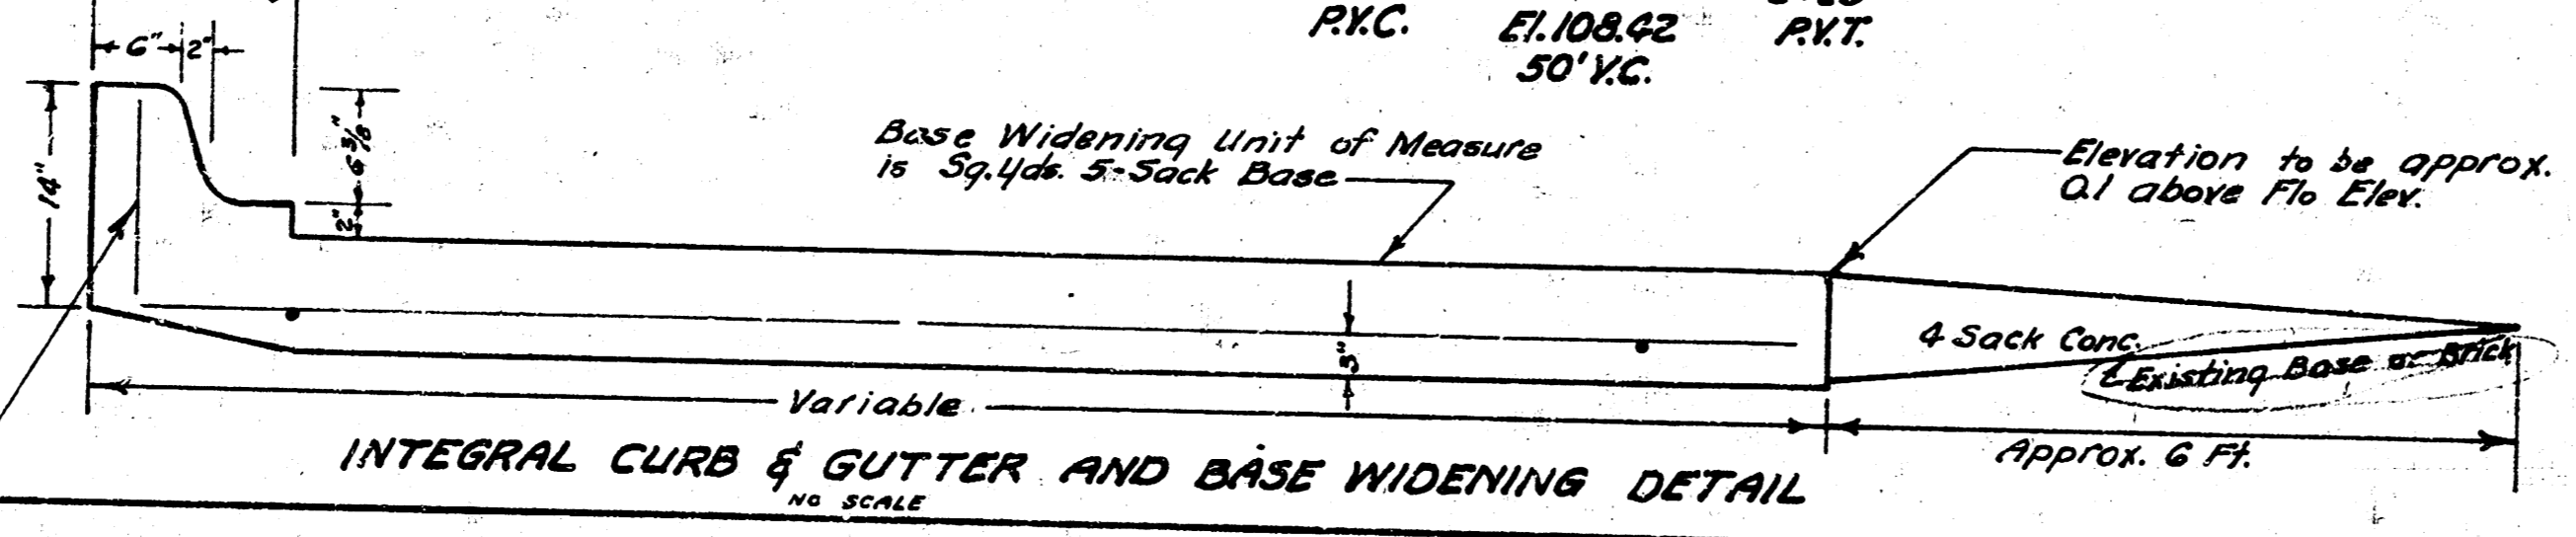 P.V.C. El. 108.42 P.V.T.
50' V.C.
6" 2"
14"
6 3/8"
2"
Base Widening Unit of Measure
is Sq. Yds. 5-Sack Base
Elevation to be approx.
0.1 above Flo Elev.
3"
4 Sack Conc.
Existing Base or Brick
Variable
Approx. 6 Ft.
INTEGRAL CURB & GUTTER AND BASE WIDENING DETAIL
NO SCALE